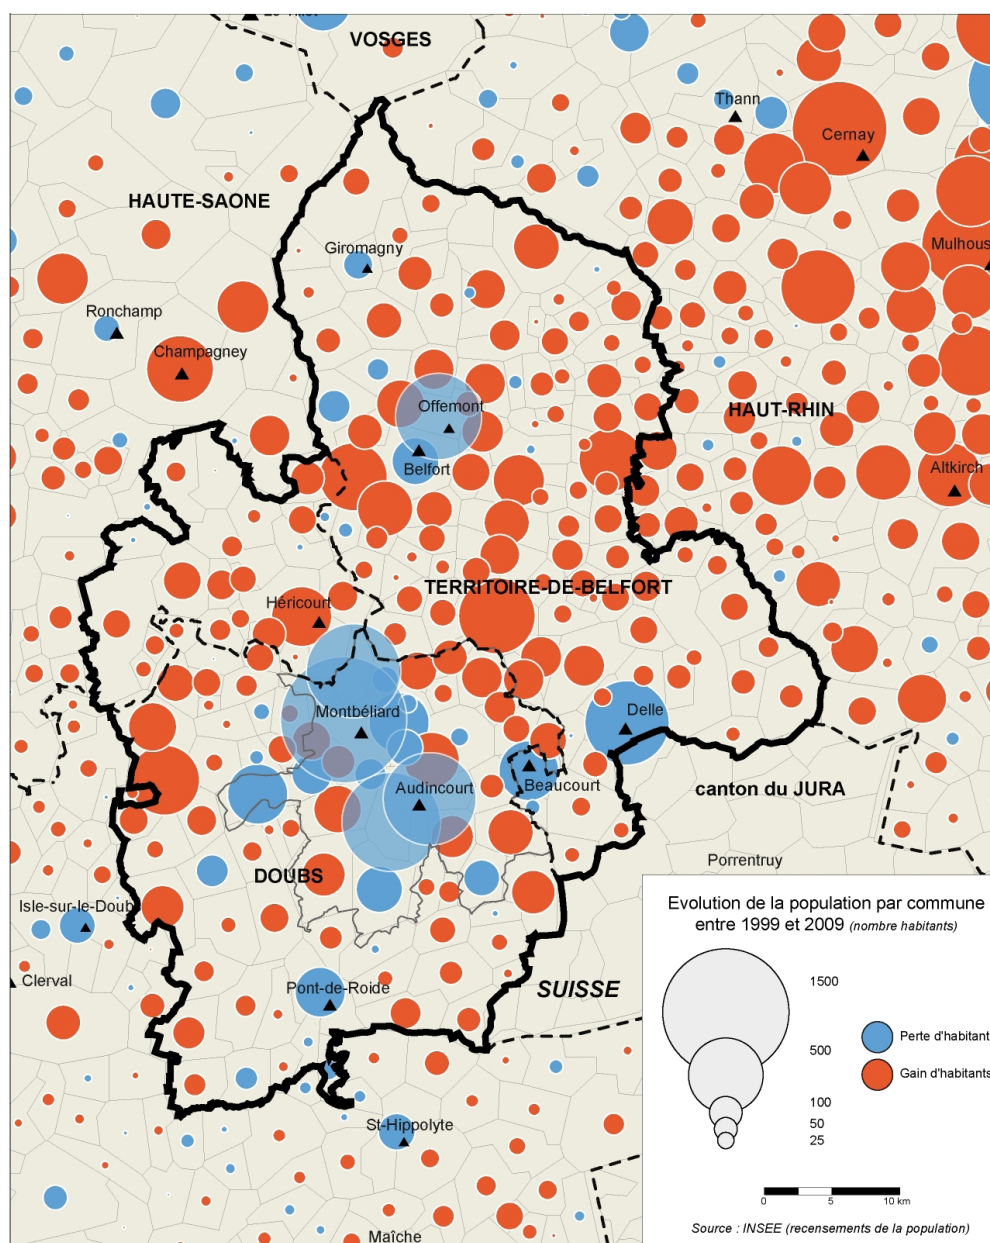 VOSGES
Thann
Cernay
HAUTE-SAONE
Giromagny
Mulhous
Ronchamp
Champagney
Offemont
HAUT-RHIN
Belfort
Altkirch
TERRITOIRE-DE-BELFORT
Héricourt
Montbéliard
Delle
Audincourt
Beaucourt
canton du JURA
Porrentruy
DOUBS
Isle-sur-le-Doubs
Clerval
Pont-de-Roide
SUISSE
St-Hippolyte
Maîche
Evolution de la population par commune
entre 1999 et 2009 (nombre habitants)
1500
500
100
50
25
Perte d'habitant
Gain d'habitants
0 5 10 km
Source : INSEE (recensements de la population)